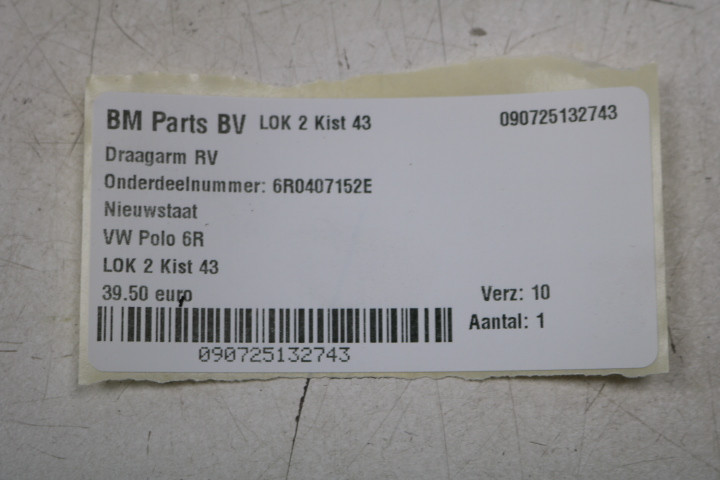 BM Parts BV LOK 2 Kist 43 090725132743
Draagarm RV
Onderdeelnummer: 6R0407152E
Nieuwstaat
VW Polo 6R
LOK 2 Kist 43
39.50 euro Verz: 10
Aantal: 1
090725132743